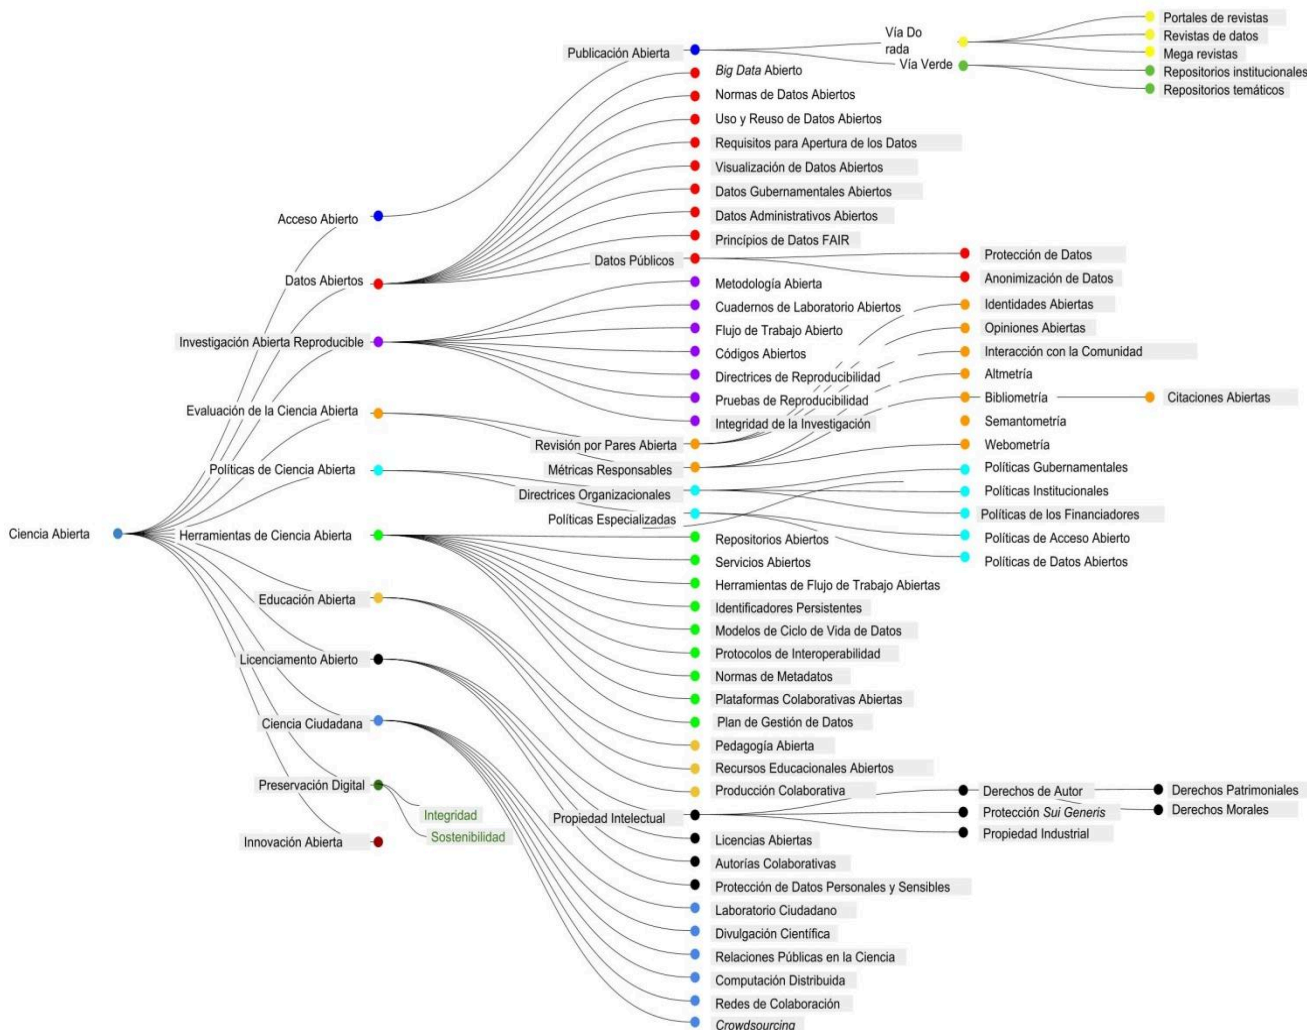 Portales de revistas
Vía Do
rada
Revistas de datos
Publicación Abierta
Mega revistas
Vía Verde
Repositorios institucionales
Big Data Abierto
Repositorios temáticos
Normas de Datos Abiertos
Uso y Reuso de Datos Abiertos
Requisitos para Apertura de los Datos
Visualización de Datos Abiertos
Datos Gubernamentales Abiertos
Acceso Abierto
Datos Administrativos Abiertos
Princípios de Datos FAIR
Datos Públicos
Protección de Datos
Datos Abiertos
Metodología Abierta
Anonimización de Datos
Cuadernos de Laboratorio Abiertos
Identidades Abiertas
Flujo de Trabajo Abierto
Opiniones Abiertas
Investigación Abierta Reproducible
Códigos Abiertos
Interacción con la Comunidad
Directrices de Reproducibilidad
Altmetría
Pruebas de Reproducibilidad
Bibliometría
Citaciones Abiertas
Evaluación de la Ciencia Abierta
Integridad de la Investigación
Semantometría
Revisión por Pares Abierta
Webometría
Políticas de Ciencia Abierta
Métricas Responsables
Políticas Gubernamentales
Directrices Organizacionales
Políticas Institucionales
Políticas Especializadas
Políticas de los Financiadores
Ciencia Abierta
Herramientas de Ciencia Abierta
Repositorios Abiertos
Políticas de Acceso Abierto
Servicios Abiertos
Políticas de Datos Abiertos
Herramientas de Flujo de Trabajo Abiertas
Educación Abierta
Identificadores Persistentes
Modelos de Ciclo de Vida de Datos
Licenciamento Abierto
Protocolos de Interoperabilidad
Normas de Metadatos
Plataformas Colaborativas Abiertas
Ciencia Ciudadana
Plan de Gestión de Datos
Pedagogía Abierta
Recursos Educacionales Abiertos
Preservación Digital
Producción Colaborativa
Derechos de Autor
Derechos Patrimoniales
Integridad
Propiedad Intelectual
Protección Sui Generis
Derechos Morales
Sostenibilidad
Innovación Abierta
Licencias Abiertas
Propiedad Industrial
Autorías Colaborativas
Protección de Datos Personales y Sensibles
Laboratorio Ciudadano
Divulgación Científica
Relaciones Públicas en la Ciencia
Computación Distribuida
Redes de Colaboración
Crowdsourcing